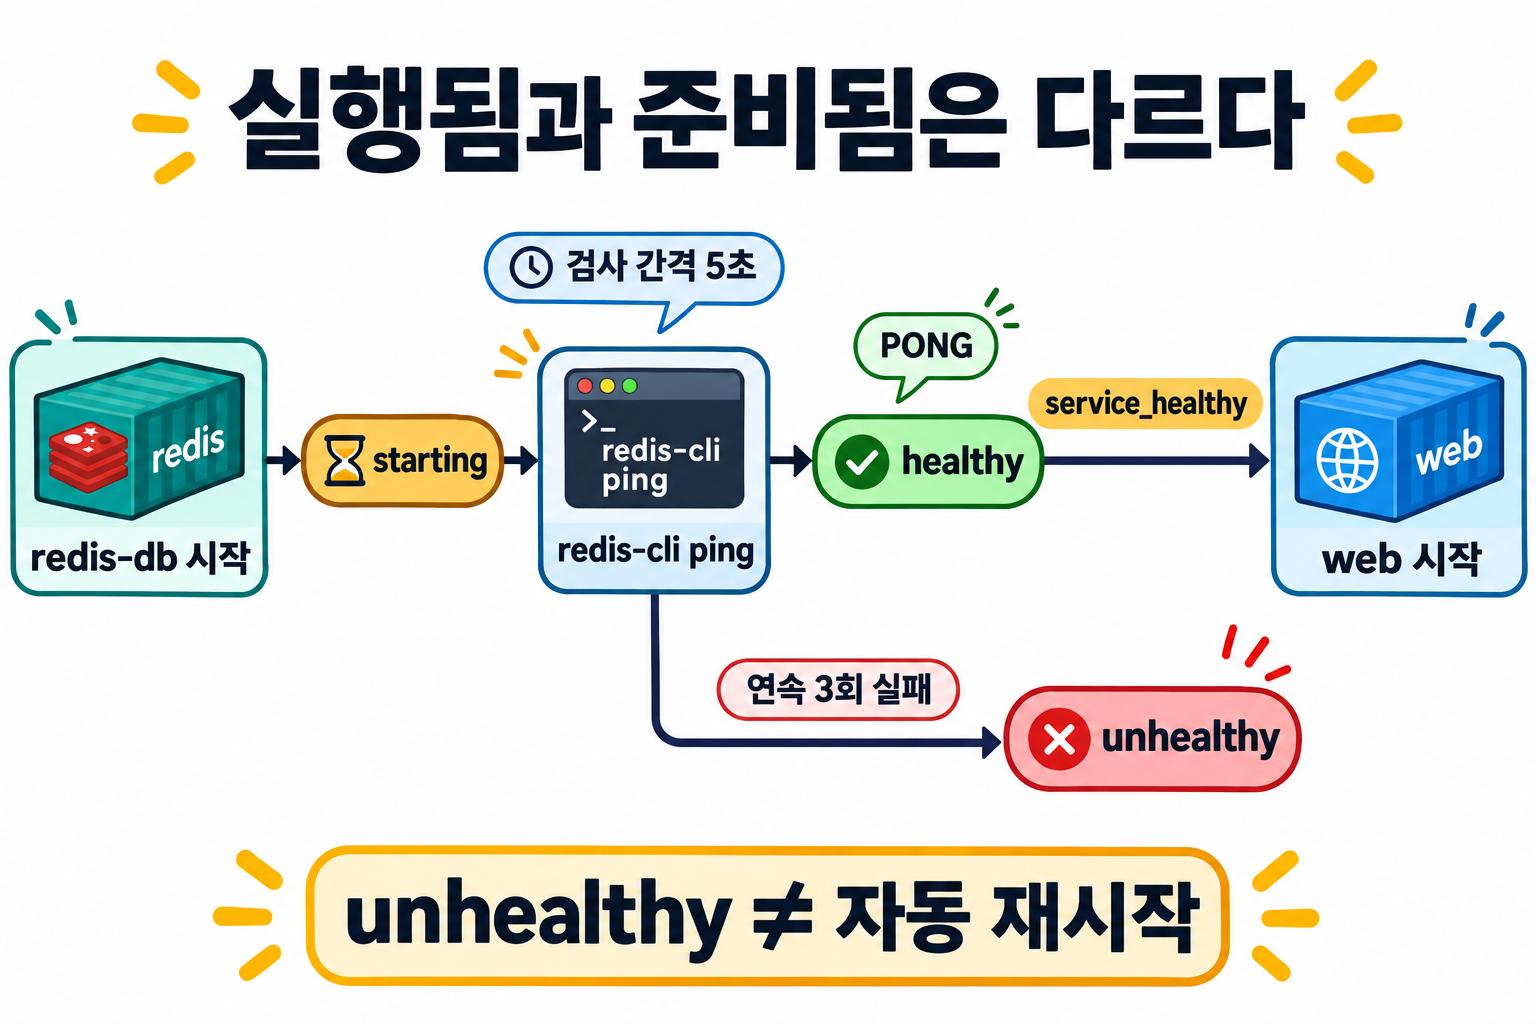 실행됨과 준비됨은 다르다
검사 간격 5초
redis
redis-db 시작
starting
>_
redis-cli
ping
redis-cli ping
PONG
healthy
service_healthy
web
web 시작
연속 3회 실패
unhealthy
unhealthy ≠ 자동 재시작